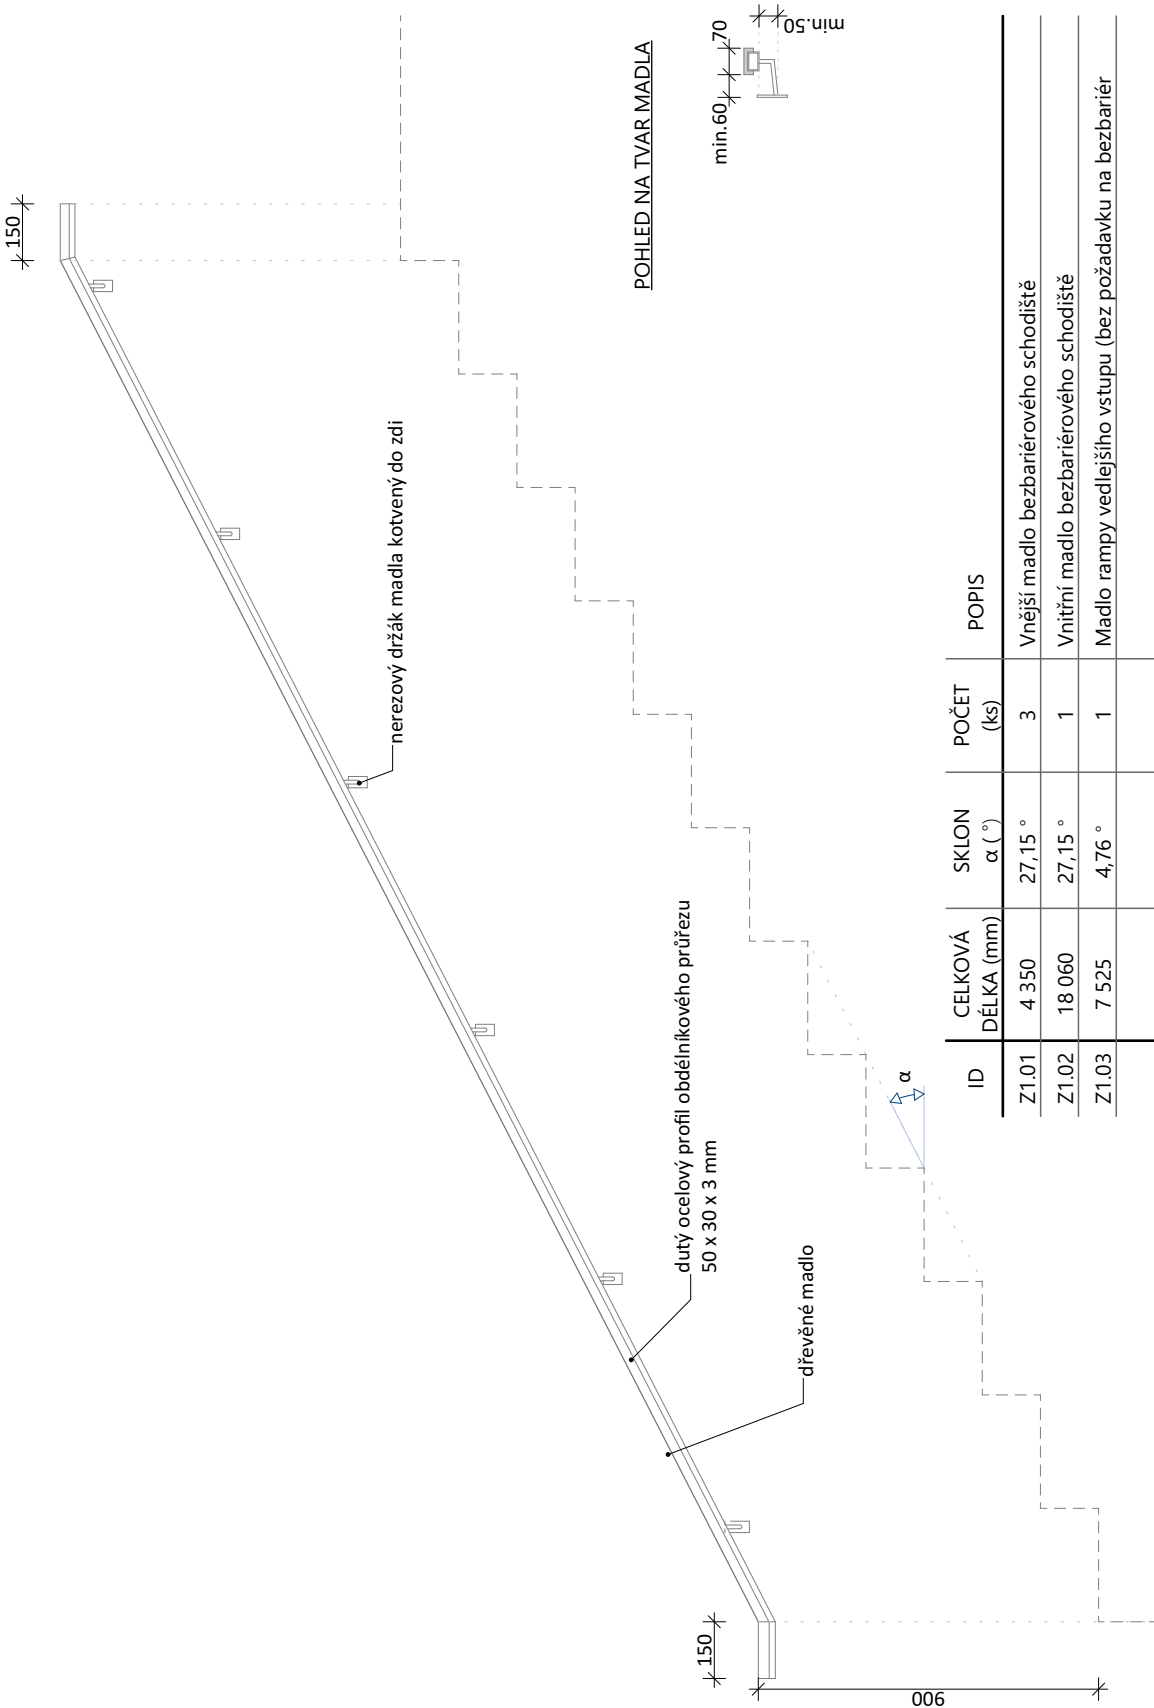 150
nerezový držák madla kotvený do zdi
dutý ocelový profil obdélníkového průřezu
50 x 30 x 3 mm
dřevěné madlo
150
900
α
POHLED NA TVAR MADLA
min.60
70
min.50
ID
CELKOVÁ
DÉLKA (mm)
SKLON
α ( °)
POČET
(ks)
POPIS
Z1.01 4 350 27,15 ° 3 Vnější madlo bezbariérového schodiště
Z1.02 18 060 27,15 ° 1 Vnitřní madlo bezbariérového schodiště
Z1.03 7 525 4,76 ° 1 Madlo rampy vedlejšího vstupu (bez požadavku na bezbariér